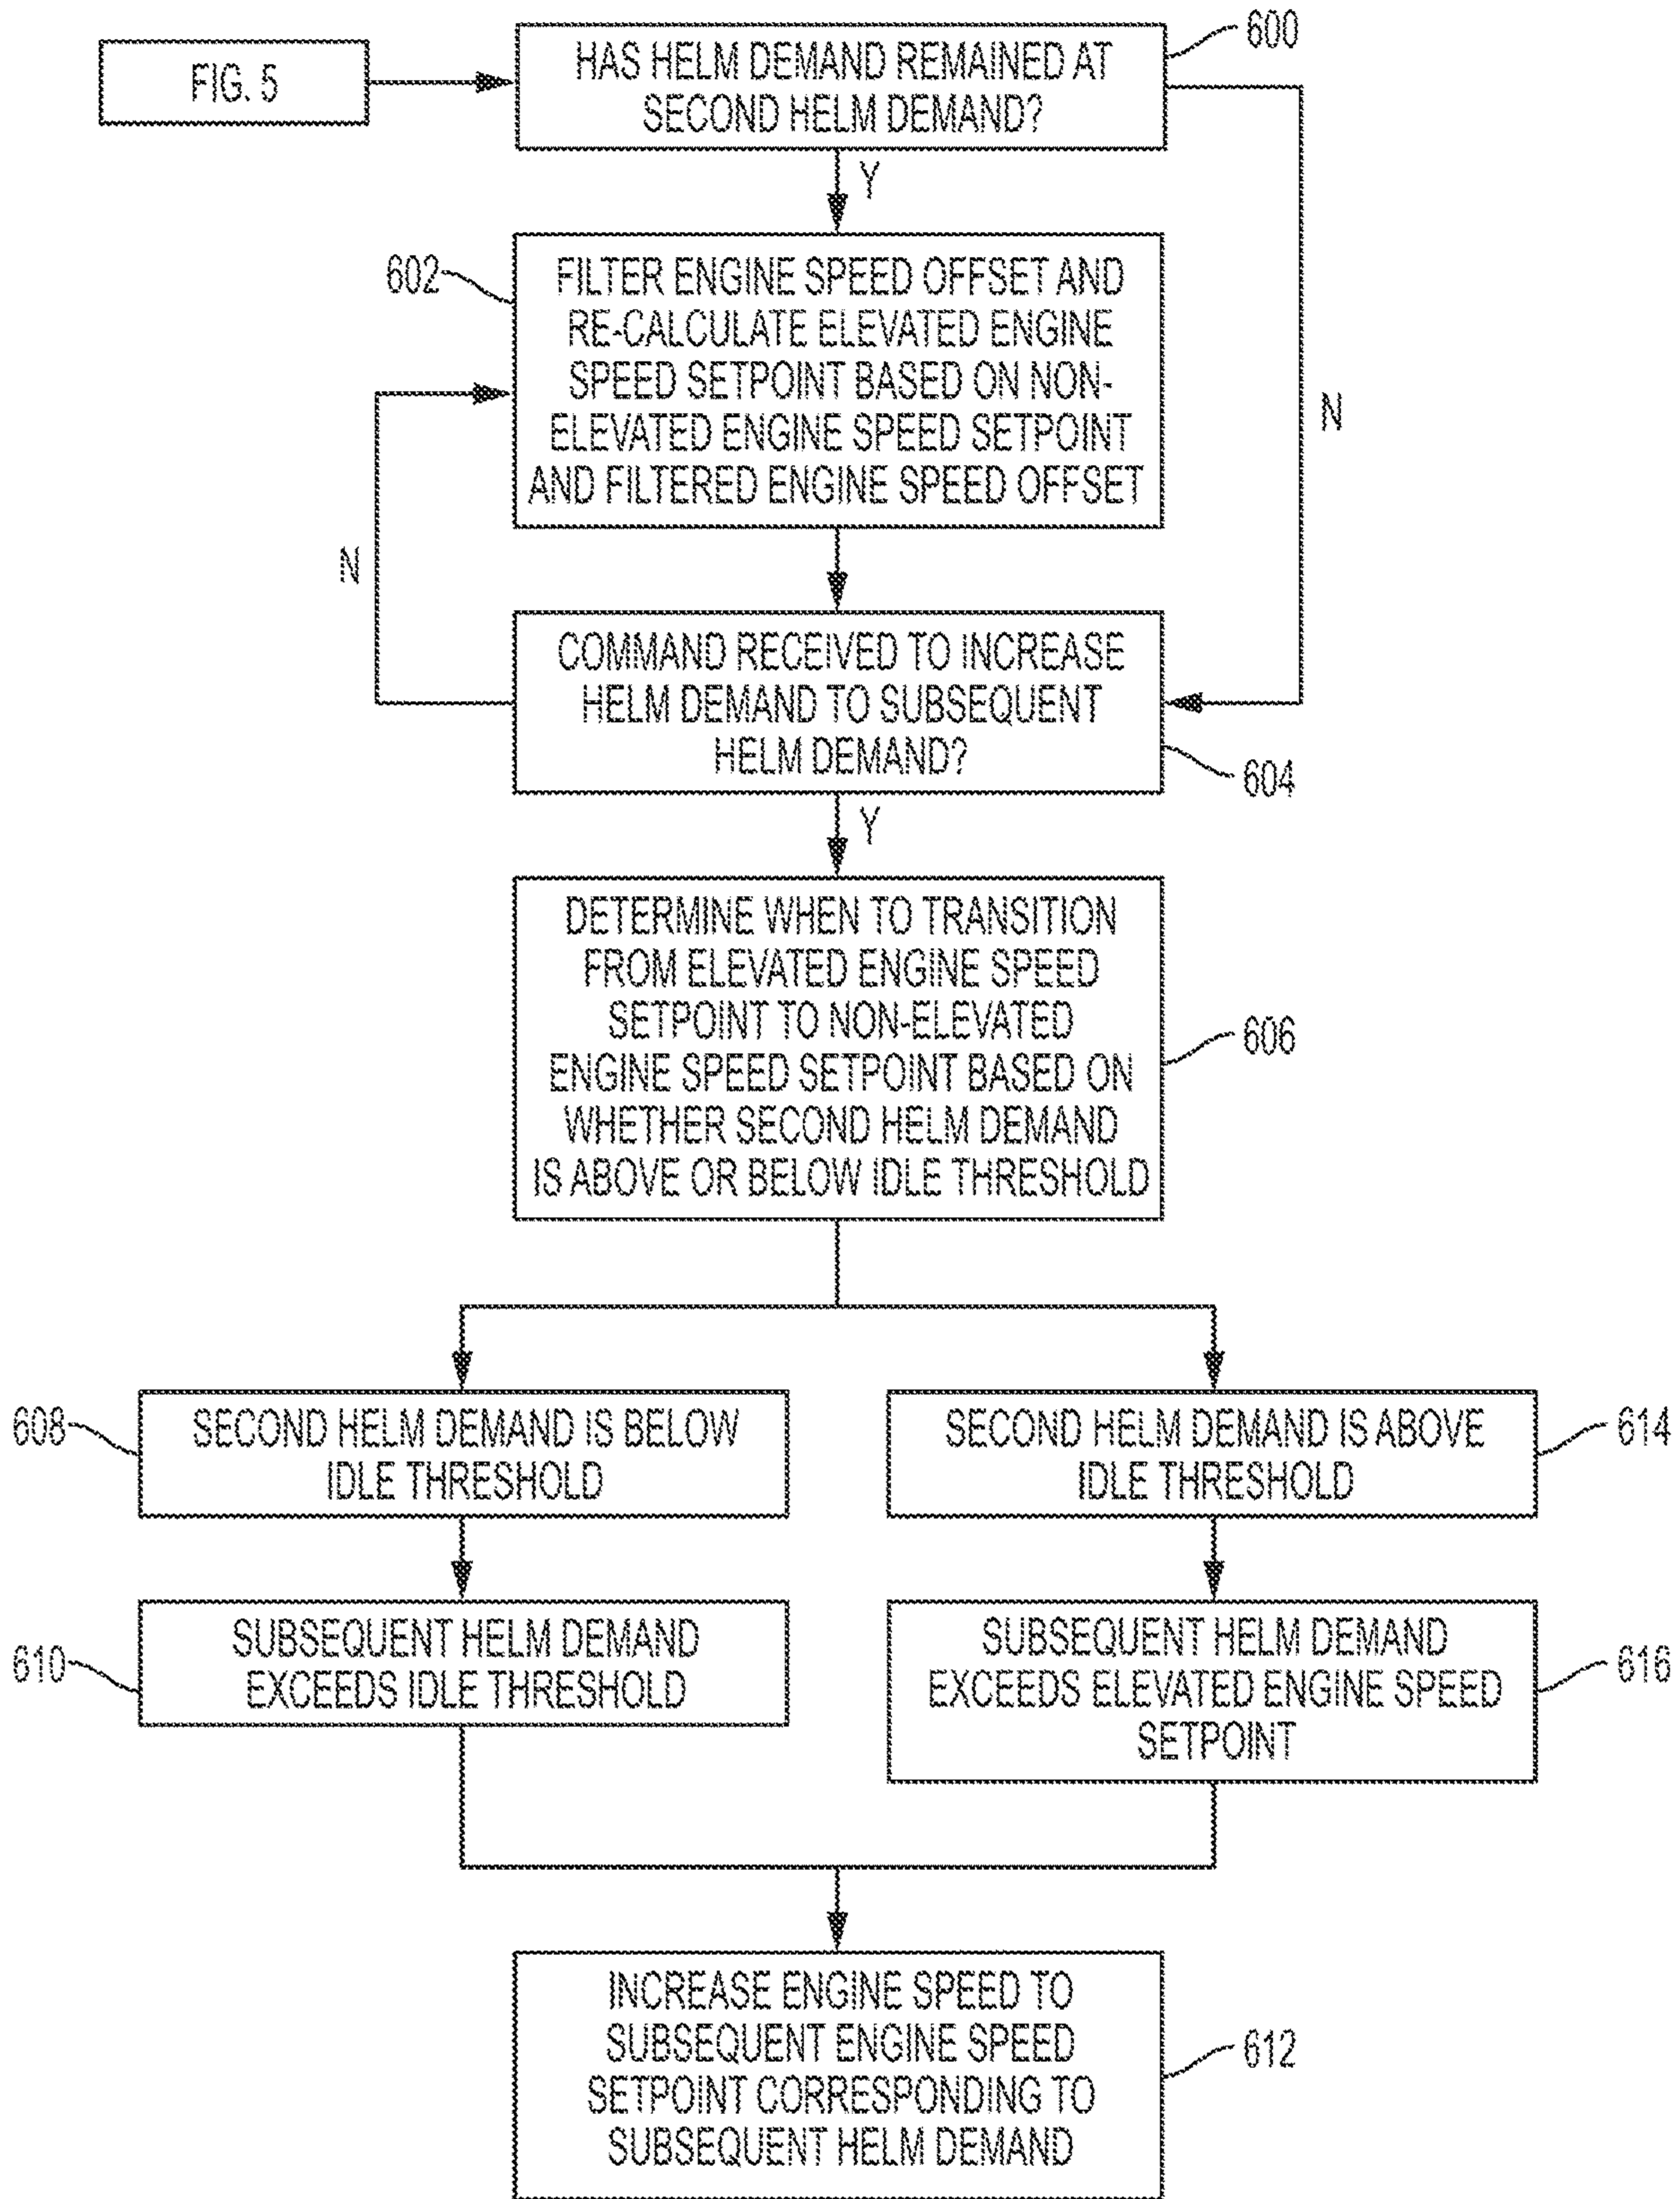 FIG. 5
HAS HELM DEMAND REMAINED AT
SECOND HELM DEMAND?
600
Y
N
602
FILTER ENGINE SPEED OFFSET AND
RE-CALCULATE ELEVATED ENGINE
SPEED SETPOINT BASED ON NON-
ELEVATED ENGINE SPEED SETPOINT
AND FILTERED ENGINE SPEED OFFSET
N
COMMAND RECEIVED TO INCREASE
HELM DEMAND TO SUBSEQUENT
HELM DEMAND?
604
Y
DETERMINE WHEN TO TRANSITION
FROM ELEVATED ENGINE SPEED
SETPOINT TO NON-ELEVATED
ENGINE SPEED SETPOINT BASED ON
WHETHER SECOND HELM DEMAND
IS ABOVE OR BELOW IDLE THRESHOLD
606
608
SECOND HELM DEMAND IS BELOW
IDLE THRESHOLD
SECOND HELM DEMAND IS ABOVE
IDLE THRESHOLD
614
610
SUBSEQUENT HELM DEMAND
EXCEEDS IDLE THRESHOLD
SUBSEQUENT HELM DEMAND
EXCEEDS ELEVATED ENGINE SPEED
SETPOINT
616
INCREASE ENGINE SPEED TO
SUBSEQUENT ENGINE SPEED
SETPOINT CORRESPONDING TO
SUBSEQUENT HELM DEMAND
612